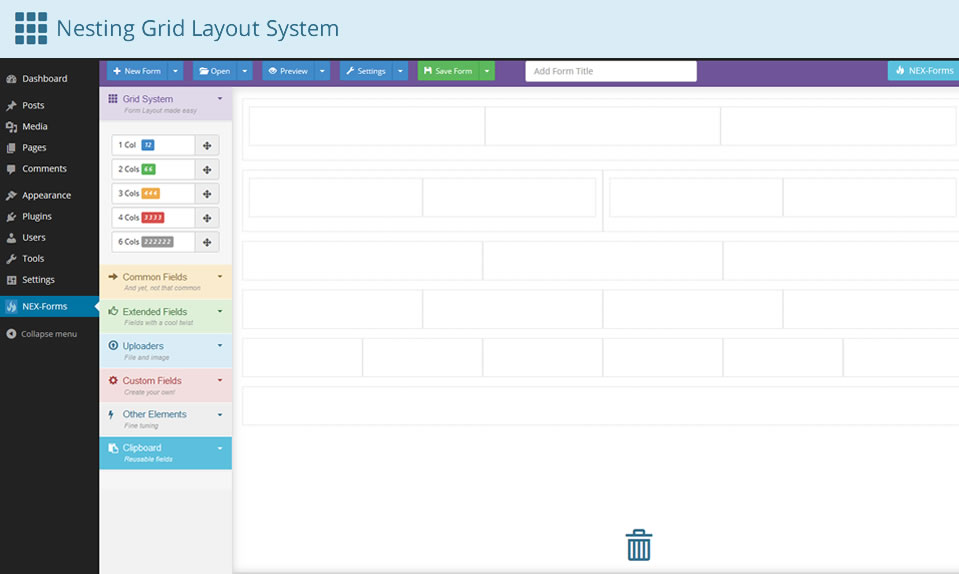 Nesting Grid Layout System
New Form
Open
Preview
Settings
Save Form
Add Form Title
NEX-Forms
Dashboard
Posts
Media
Pages
Comments
Appearance
Plugins
Users
Tools
Settings
NEX-Forms
Collapse menu
Grid System
Form Layout made easy
1 Col 12
2 Cols 6 6
3 Cols 4 4 4
4 Cols 3 3 3 3
6 Cols 2 2 2 2 2 2
Common Fields
And yet, not that common
Extended Fields
Fields with a cool twist
Uploaders
File and image
Custom Fields
Create your own!
Other Elements
Fine tuning
Clipboard
Reusable fields